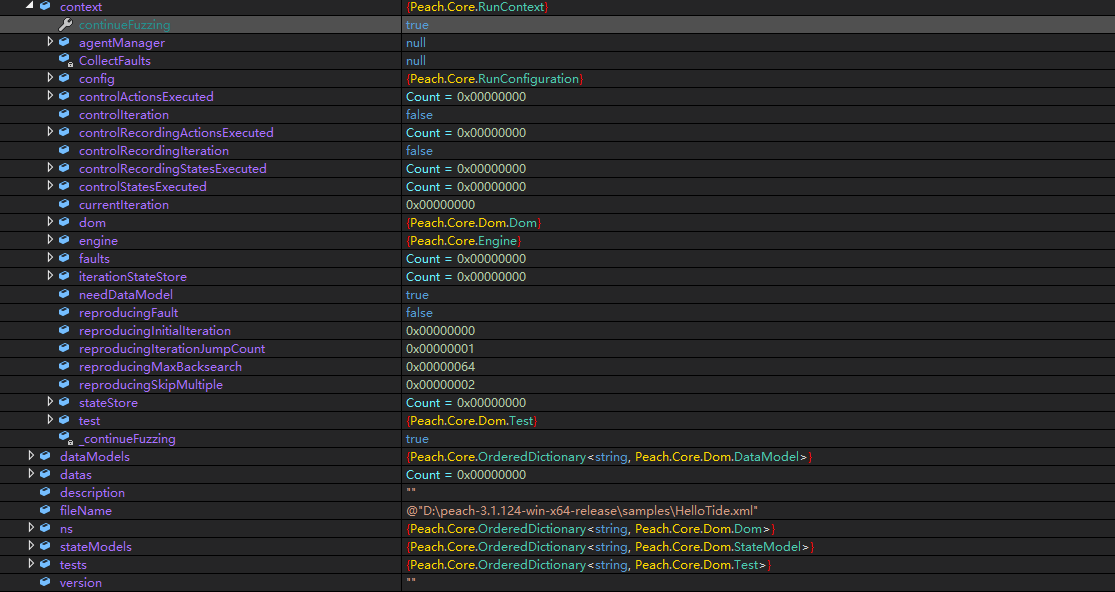 context {Peach.Core.RunContext}
continueFuzzing true
agentManager null
CollectFaults null
config {Peach.Core.RunConfiguration}
controlActionsExecuted Count = 0x00000000
controlIteration false
controlRecordingActionsExecuted Count = 0x00000000
controlRecordingIteration false
controlRecordingStatesExecuted Count = 0x00000000
controlStatesExecuted Count = 0x00000000
currentIteration 0x00000000
dom {Peach.Core.Dom.Dom}
engine {Peach.Core.Engine}
faults Count = 0x00000000
iterationStateStore Count = 0x00000000
needDataModel true
reproducingFault false
reproducingInitialIteration 0x00000000
reproducingIterationJumpCount 0x00000001
reproducingMaxBacksearch 0x00000064
reproducingSkipMultiple 0x00000002
stateStore Count = 0x00000000
test {Peach.Core.Dom.Test}
_continueFuzzing true
dataModels {Peach.Core.OrderedDictionary<string, Peach.Core.Dom.DataModel>}
datas Count = 0x00000000
description ""
fileName @"D:\peach-3.1.124-win-x64-release\samples\HelloTide.xml"
ns {Peach.Core.OrderedDictionary<string, Peach.Core.Dom.Dom>}
stateModels {Peach.Core.OrderedDictionary<string, Peach.Core.Dom.StateModel>}
tests {Peach.Core.OrderedDictionary<string, Peach.Core.Dom.Test>}
version ""